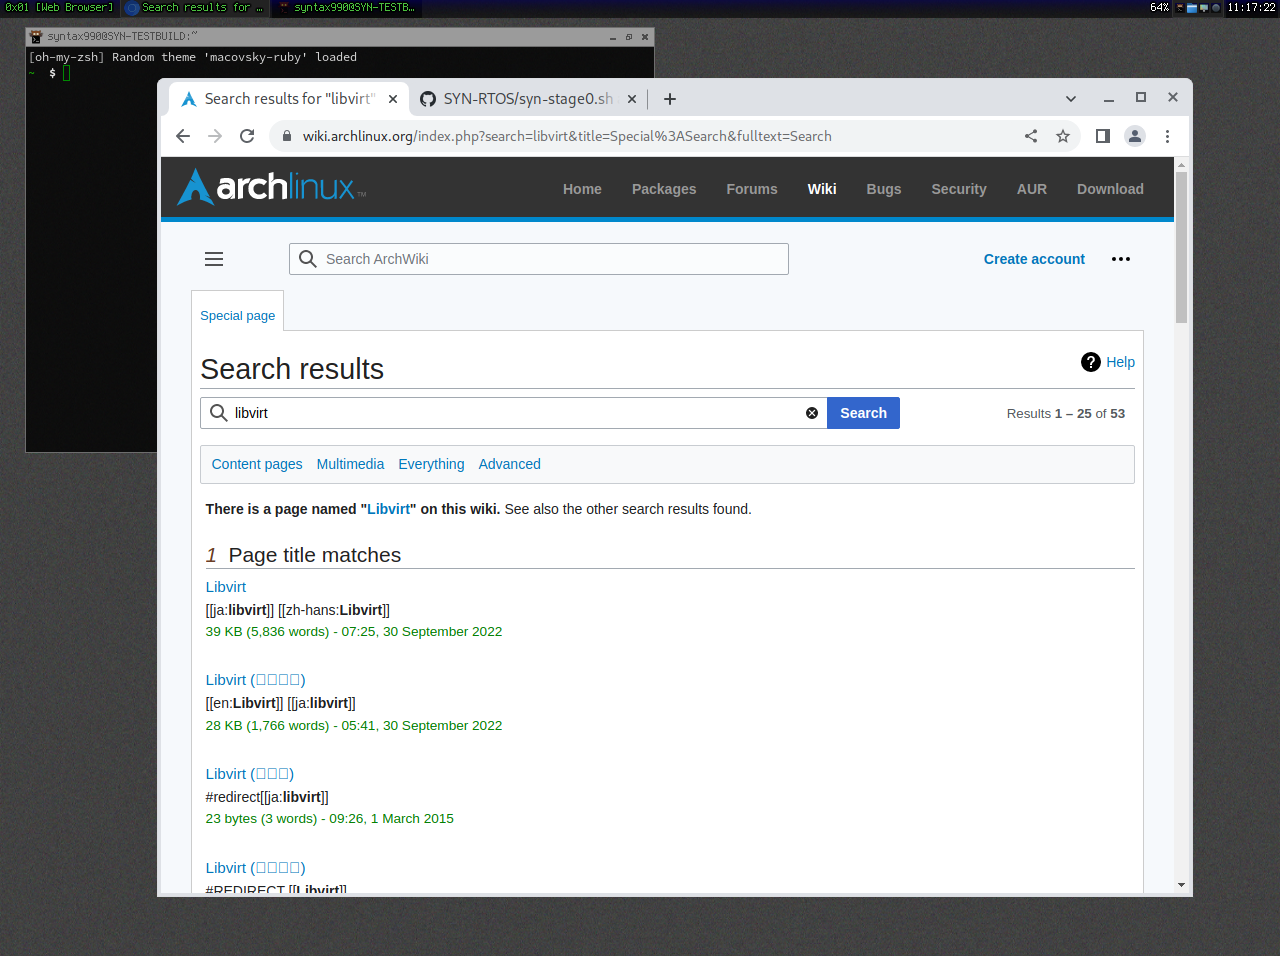 0x01 [Web Browser] Search results for … syntax990@SYN-TESTB… 64% 11:17:22
syntax990@SYN-TESTBUILD:~
[oh-my-zsh] Random theme 'macovsky-ruby' loaded
~ $
Search results for "libvirt" SYN-RTOS/syn-stage0.sh
wiki.archlinux.org/index.php?search=libvirt&title=Special%3ASearch&fulltext=Search
archlinux™ Home Packages Forums Wiki Bugs Security AUR Download
Search ArchWiki Create account
Special page
Search results Help
libvirt Search Results 1 – 25 of 53
Content pages Multimedia Everything Advanced
There is a page named "Libvirt" on this wiki. See also the other search results found.
1 Page title matches
Libvirt
[[ja:libvirt]] [[zh-hans:Libvirt]]
39 KB (5,836 words) - 07:25, 30 September 2022
Libvirt (□□□□)
[[en:Libvirt]] [[ja:libvirt]]
28 KB (1,766 words) - 05:41, 30 September 2022
Libvirt (□□□)
#redirect[[ja:libvirt]]
23 bytes (3 words) - 09:26, 1 March 2015
Libvirt (□□□□)
#REDIRECT [[Libvirt]]